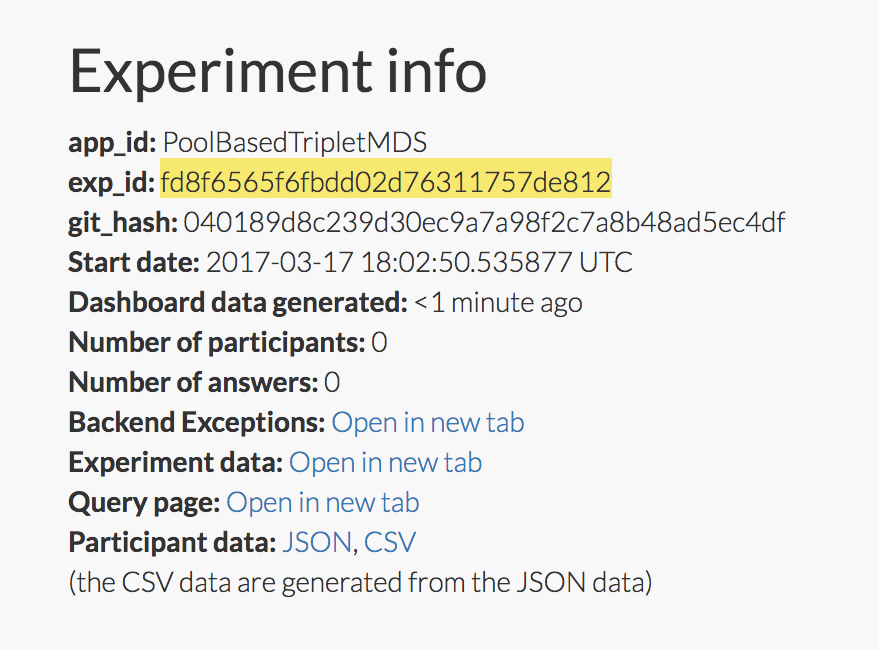 Experiment info
app_id: PoolBasedTripletMDS
exp_id: fd8f6565f6fbdd02d76311757de812
git_hash: 040189d8c239d30ec9a7a98f2c7a8b48ad5ec4df
Start date: 2017-03-17 18:02:50.535877 UTC
Dashboard data generated: <1 minute ago
Number of participants: 0
Number of answers: 0
Backend Exceptions: Open in new tab
Experiment data: Open in new tab
Query page: Open in new tab
Participant data: JSON, CSV
(the CSV data are generated from the JSON data)